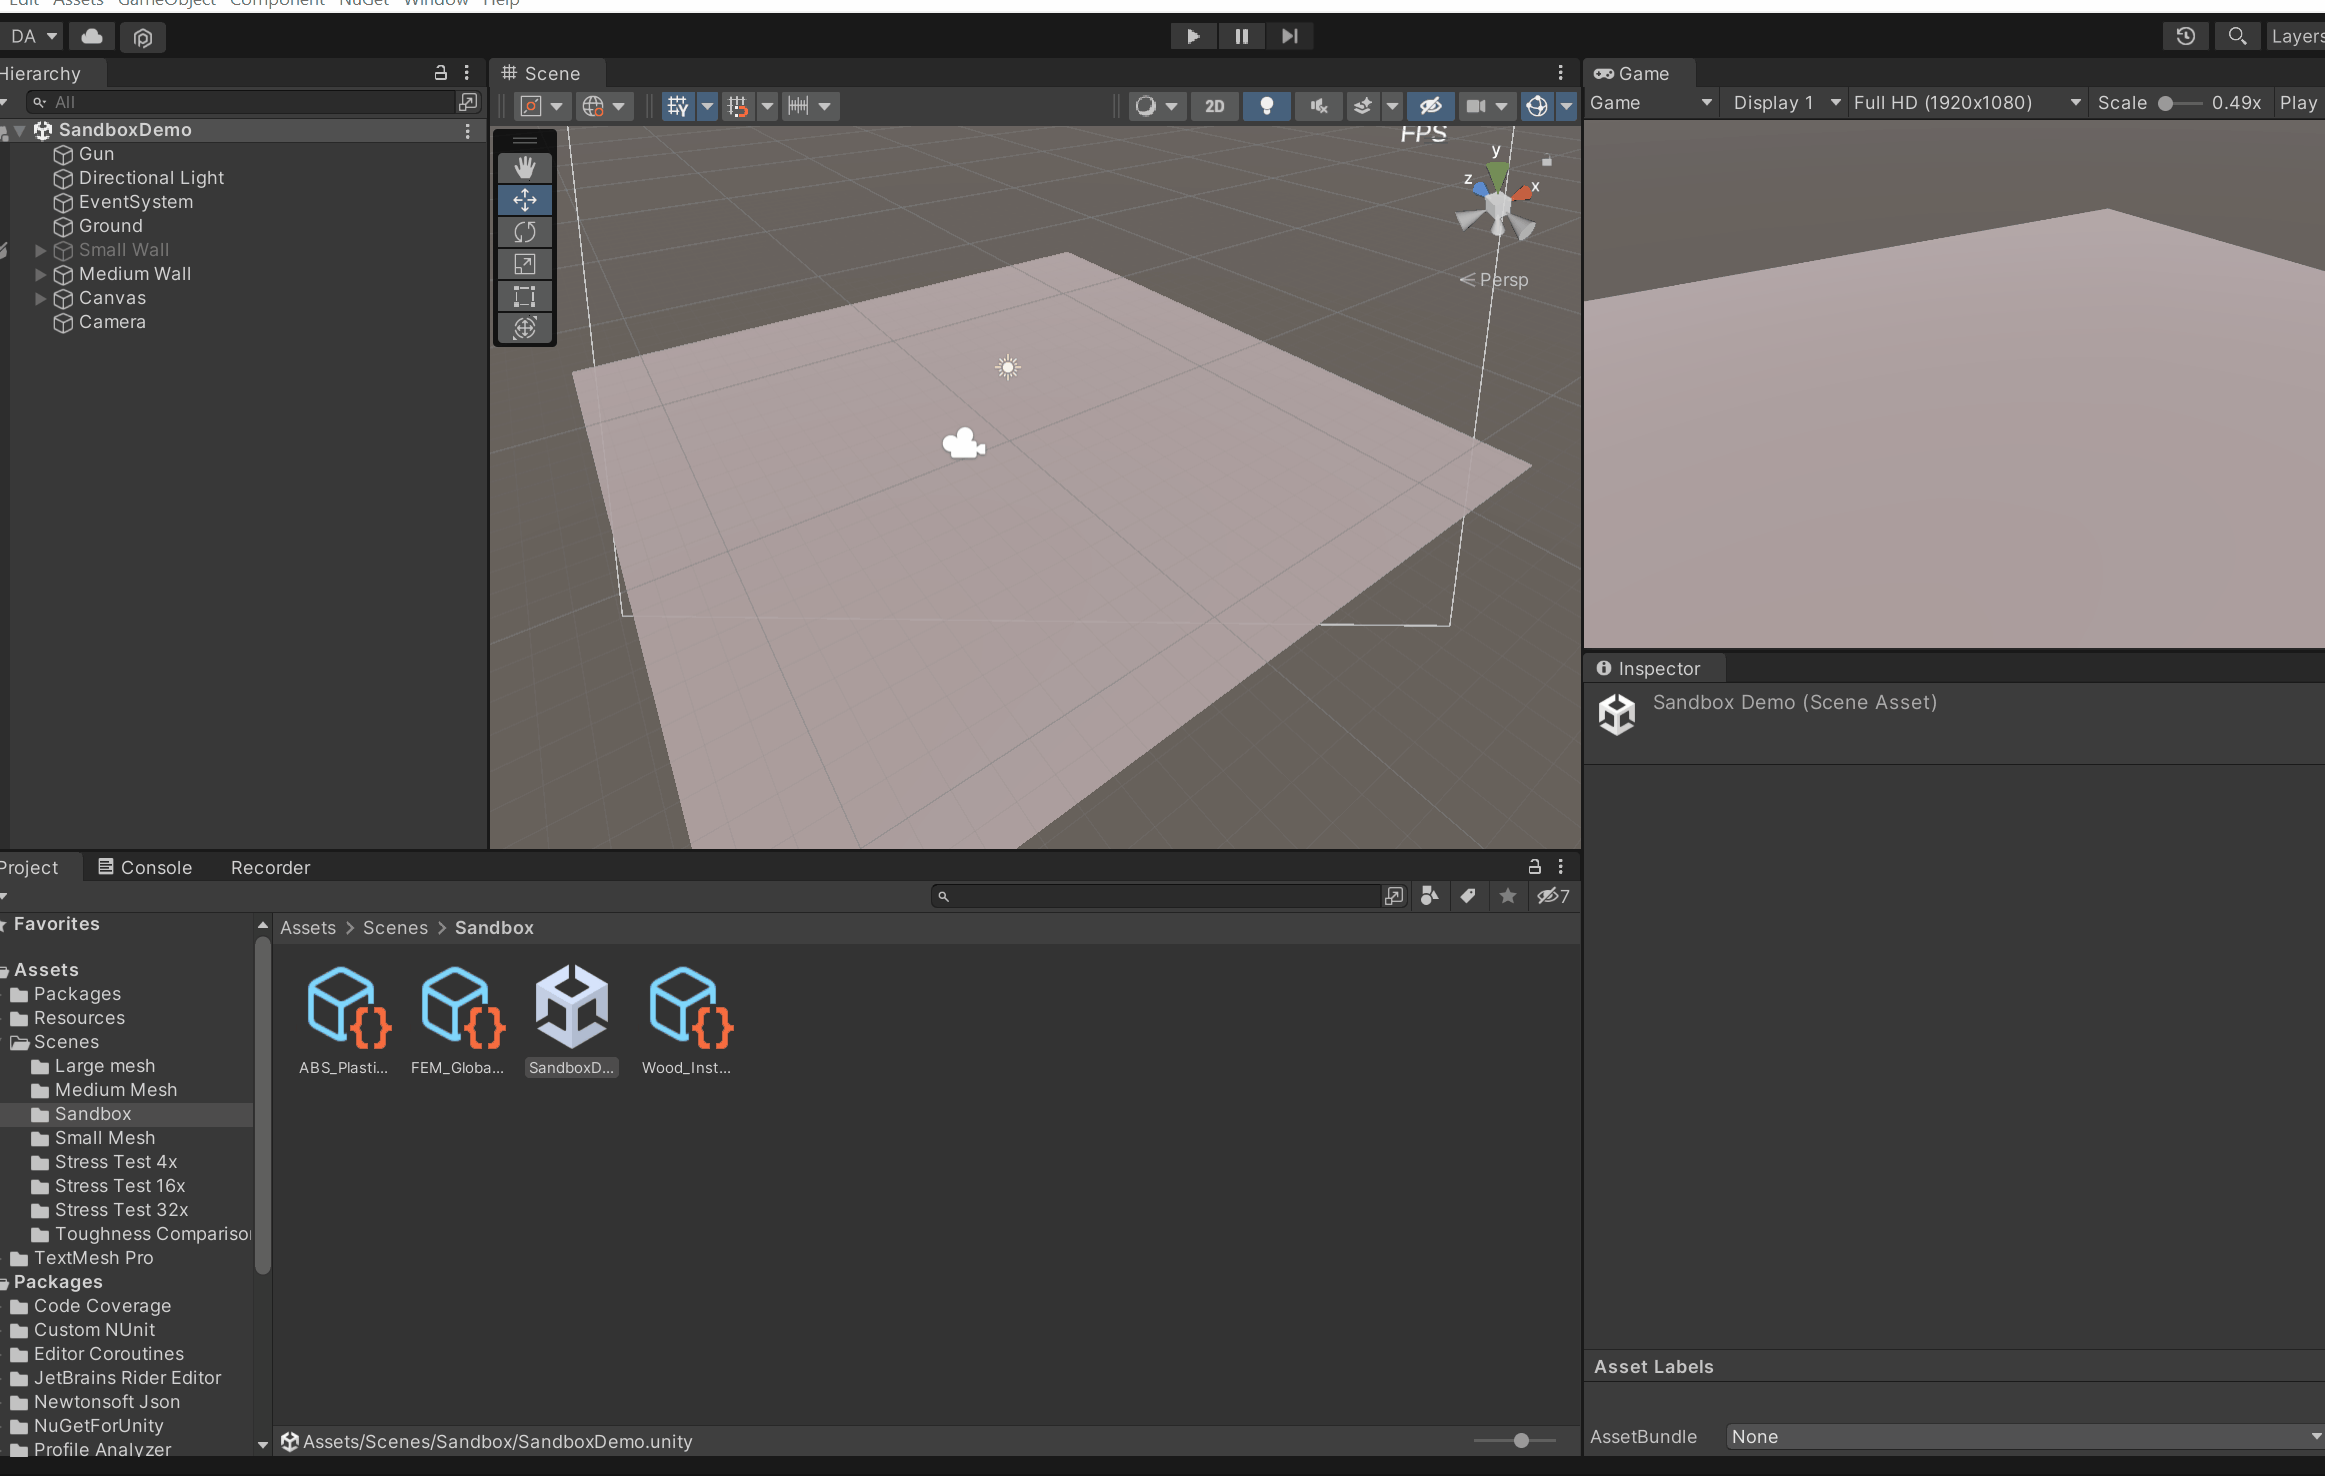 Edit Assets GameObject Component NuGet Window Help
DA
Layers
Hierarchy
All
SandboxDemo
Gun
Directional Light
EventSystem
Ground
Small Wall
Medium Wall
Canvas
Camera
Scene
2D
FPS
y
z
x
Persp
Game
Game Display 1 Full HD (1920x1080) Scale 0.49x Play
Inspector
Sandbox Demo (Scene Asset)
Project Console Recorder
7
Favorites
Assets
Packages
Resources
Scenes
Large mesh
Medium Mesh
Sandbox
Small Mesh
Stress Test 4x
Stress Test 16x
Stress Test 32x
Toughness Comparison
TextMesh Pro
Packages
Code Coverage
Custom NUnit
Editor Coroutines
JetBrains Rider Editor
Newtonsoft Json
NuGetForUnity
Profile Analyzer
Assets > Scenes > Sandbox
ABS_Plasti... FEM_Globa... SandboxD... Wood_Inst...
Assets/Scenes/Sandbox/SandboxDemo.unity
Asset Labels
AssetBundle None